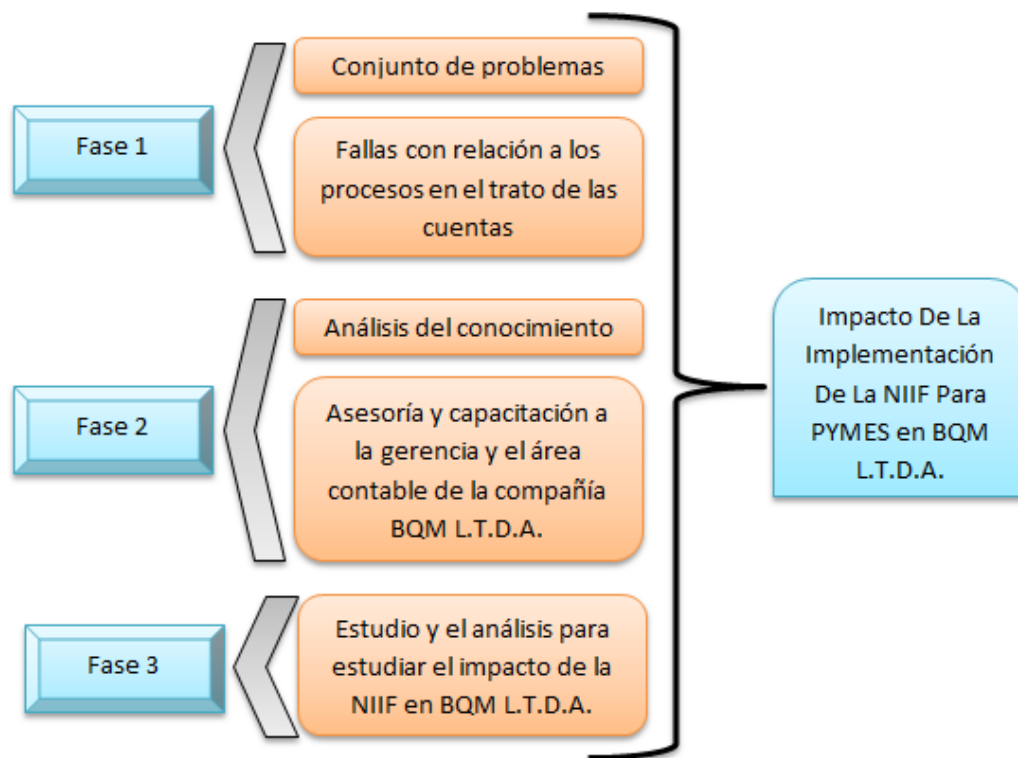 Fase 1
Conjunto de problemas
Fallas con relación a los
procesos en el trato de las
cuentas
Fase 2
Análisis del conocimiento
Asesoría y capacitación a
la gerencia y el área
contable de la compañía
BQM L.T.D.A.
Fase 3
Estudio y el análisis para
estudiar el impacto de la
NIIF en BQM L.T.D.A.
Impacto De La
Implementación
De La NIIF Para
PYMES en BQM
L.T.D.A.